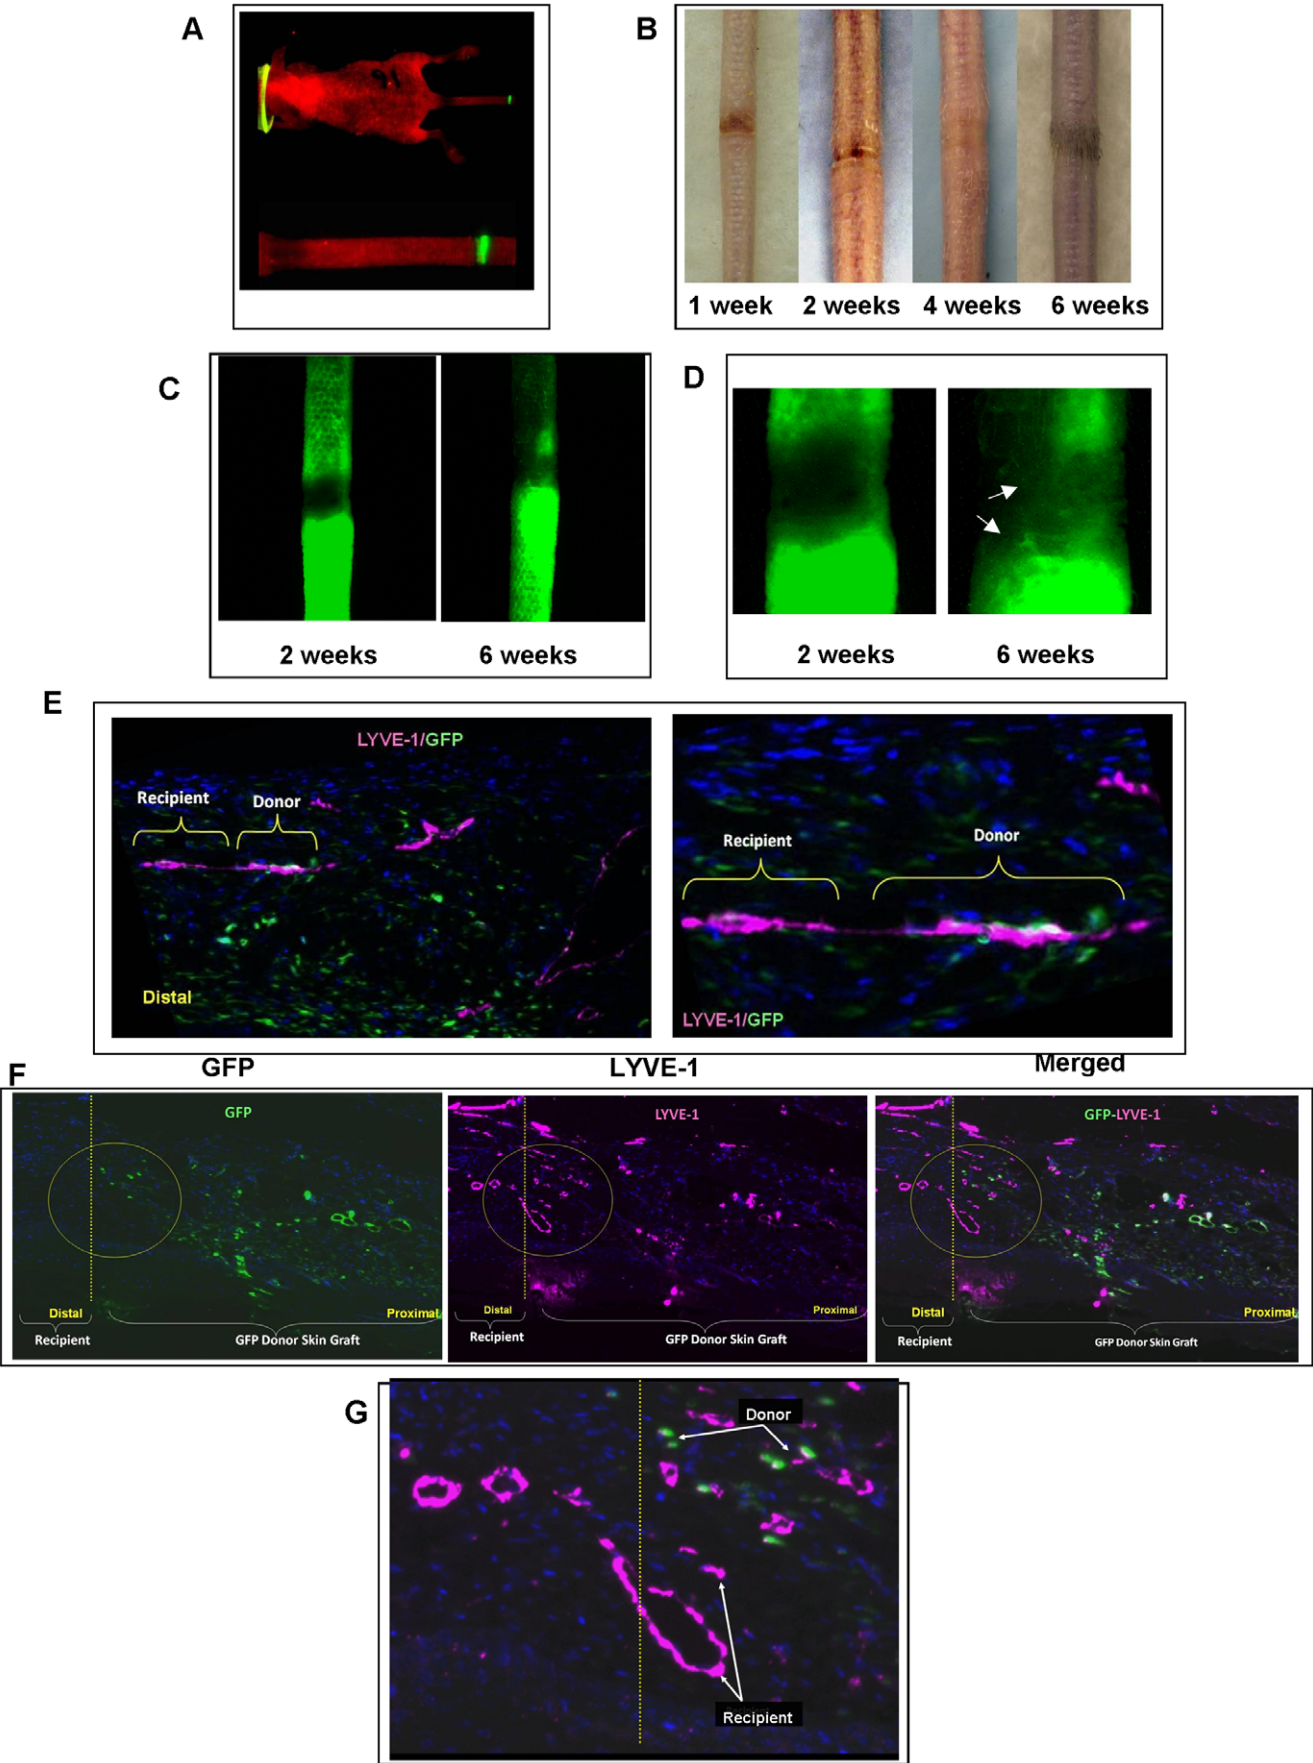 A
B
1 week 2 weeks 4 weeks 6 weeks
C
2 weeks 6 weeks
D
2 weeks 6 weeks
E
LYVE-1/GFP
Recipient Donor
Distal
Recipient Donor
LYVE-1/GFP
F
GFP LYVE-1 Merged
GFP
Distal Proximal
Recipient GFP Donor Skin Graft
LYVE-1
Distal Proximal
Recipient GFP Donor Skin Graft
GFP-LYVE-1
Distal Proximal
Recipient GFP Donor Skin Graft
G
Donor
Recipient